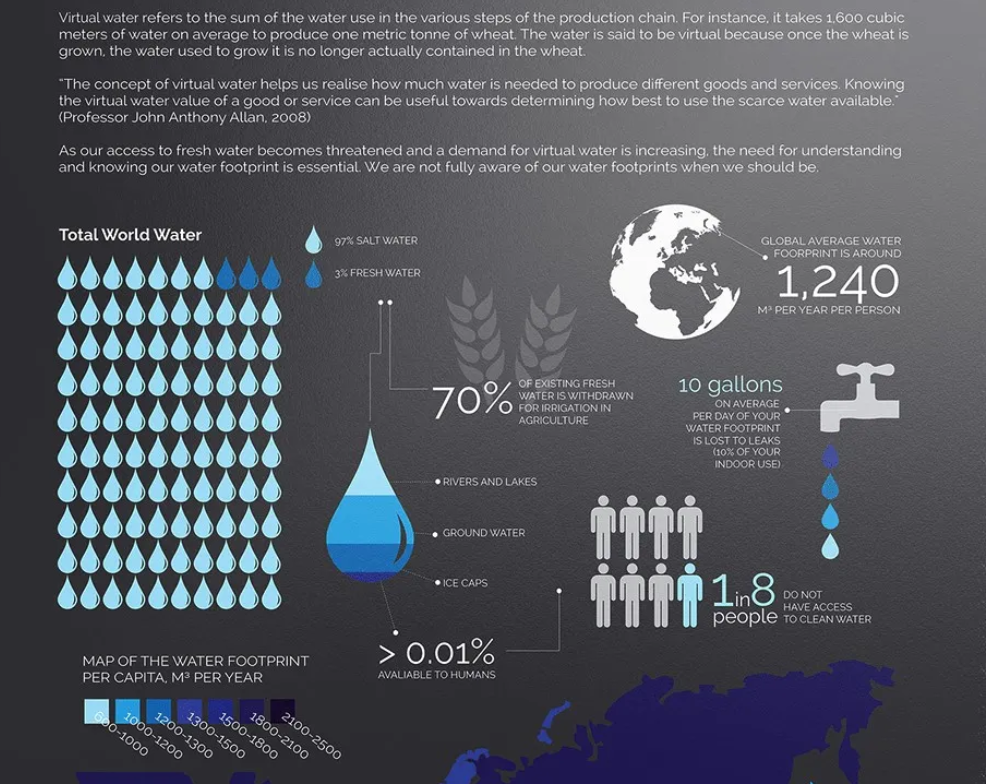 Virtual water refers to the sum of the water use in the various steps of the production chain. For instance, it takes 1,600 cubic
meters of water on average to produce one metric tonne of wheat. The water is said to be virtual because once the wheat is
grown, the water used to grow it is no longer actually contained in the wheat.
"The concept of virtual water helps us realise how much water is needed to produce different goods and services. Knowing
the virtual water value of a good or service can be useful towards determining how best to use the scarce water available."
(Professor John Anthony Allan, 2008)
As our access to fresh water becomes threatened and a demand for virtual water is increasing, the need for understanding
and knowing our water footprint is essential. We are not fully aware of our water footprints when we should be.
Total World Water
97% SALT WATER
3% FRESH WATER
GLOBAL AVERAGE WATER
FOORPRINT IS AROUND
1,240
M³ PER YEAR PER PERSON
70%
OF EXISTING FRESH
WATER IS WITHDRAWN
FOR IRRIGATION IN
AGRICULTURE
10 gallons
ON AVERAGE
PER DAY OF YOUR
WATER FOOTPRINT
IS LOST TO LEAKS
(10% OF YOUR
INDOOR USE)
RIVERS AND LAKES
GROUND WATER
ICE CAPS
> 0.01%
AVALIABLE TO HUMANS
1 in 8
people
DO NOT
HAVE ACCESS
TO CLEAN WATER
MAP OF THE WATER FOOTPRINT
PER CAPITA, M³ PER YEAR
600-1000
1000-1200
1200-1300
1300-1500
1500-1800
1800-2100
2100-2500